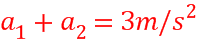 a₁ + a₂ = 3m/s²